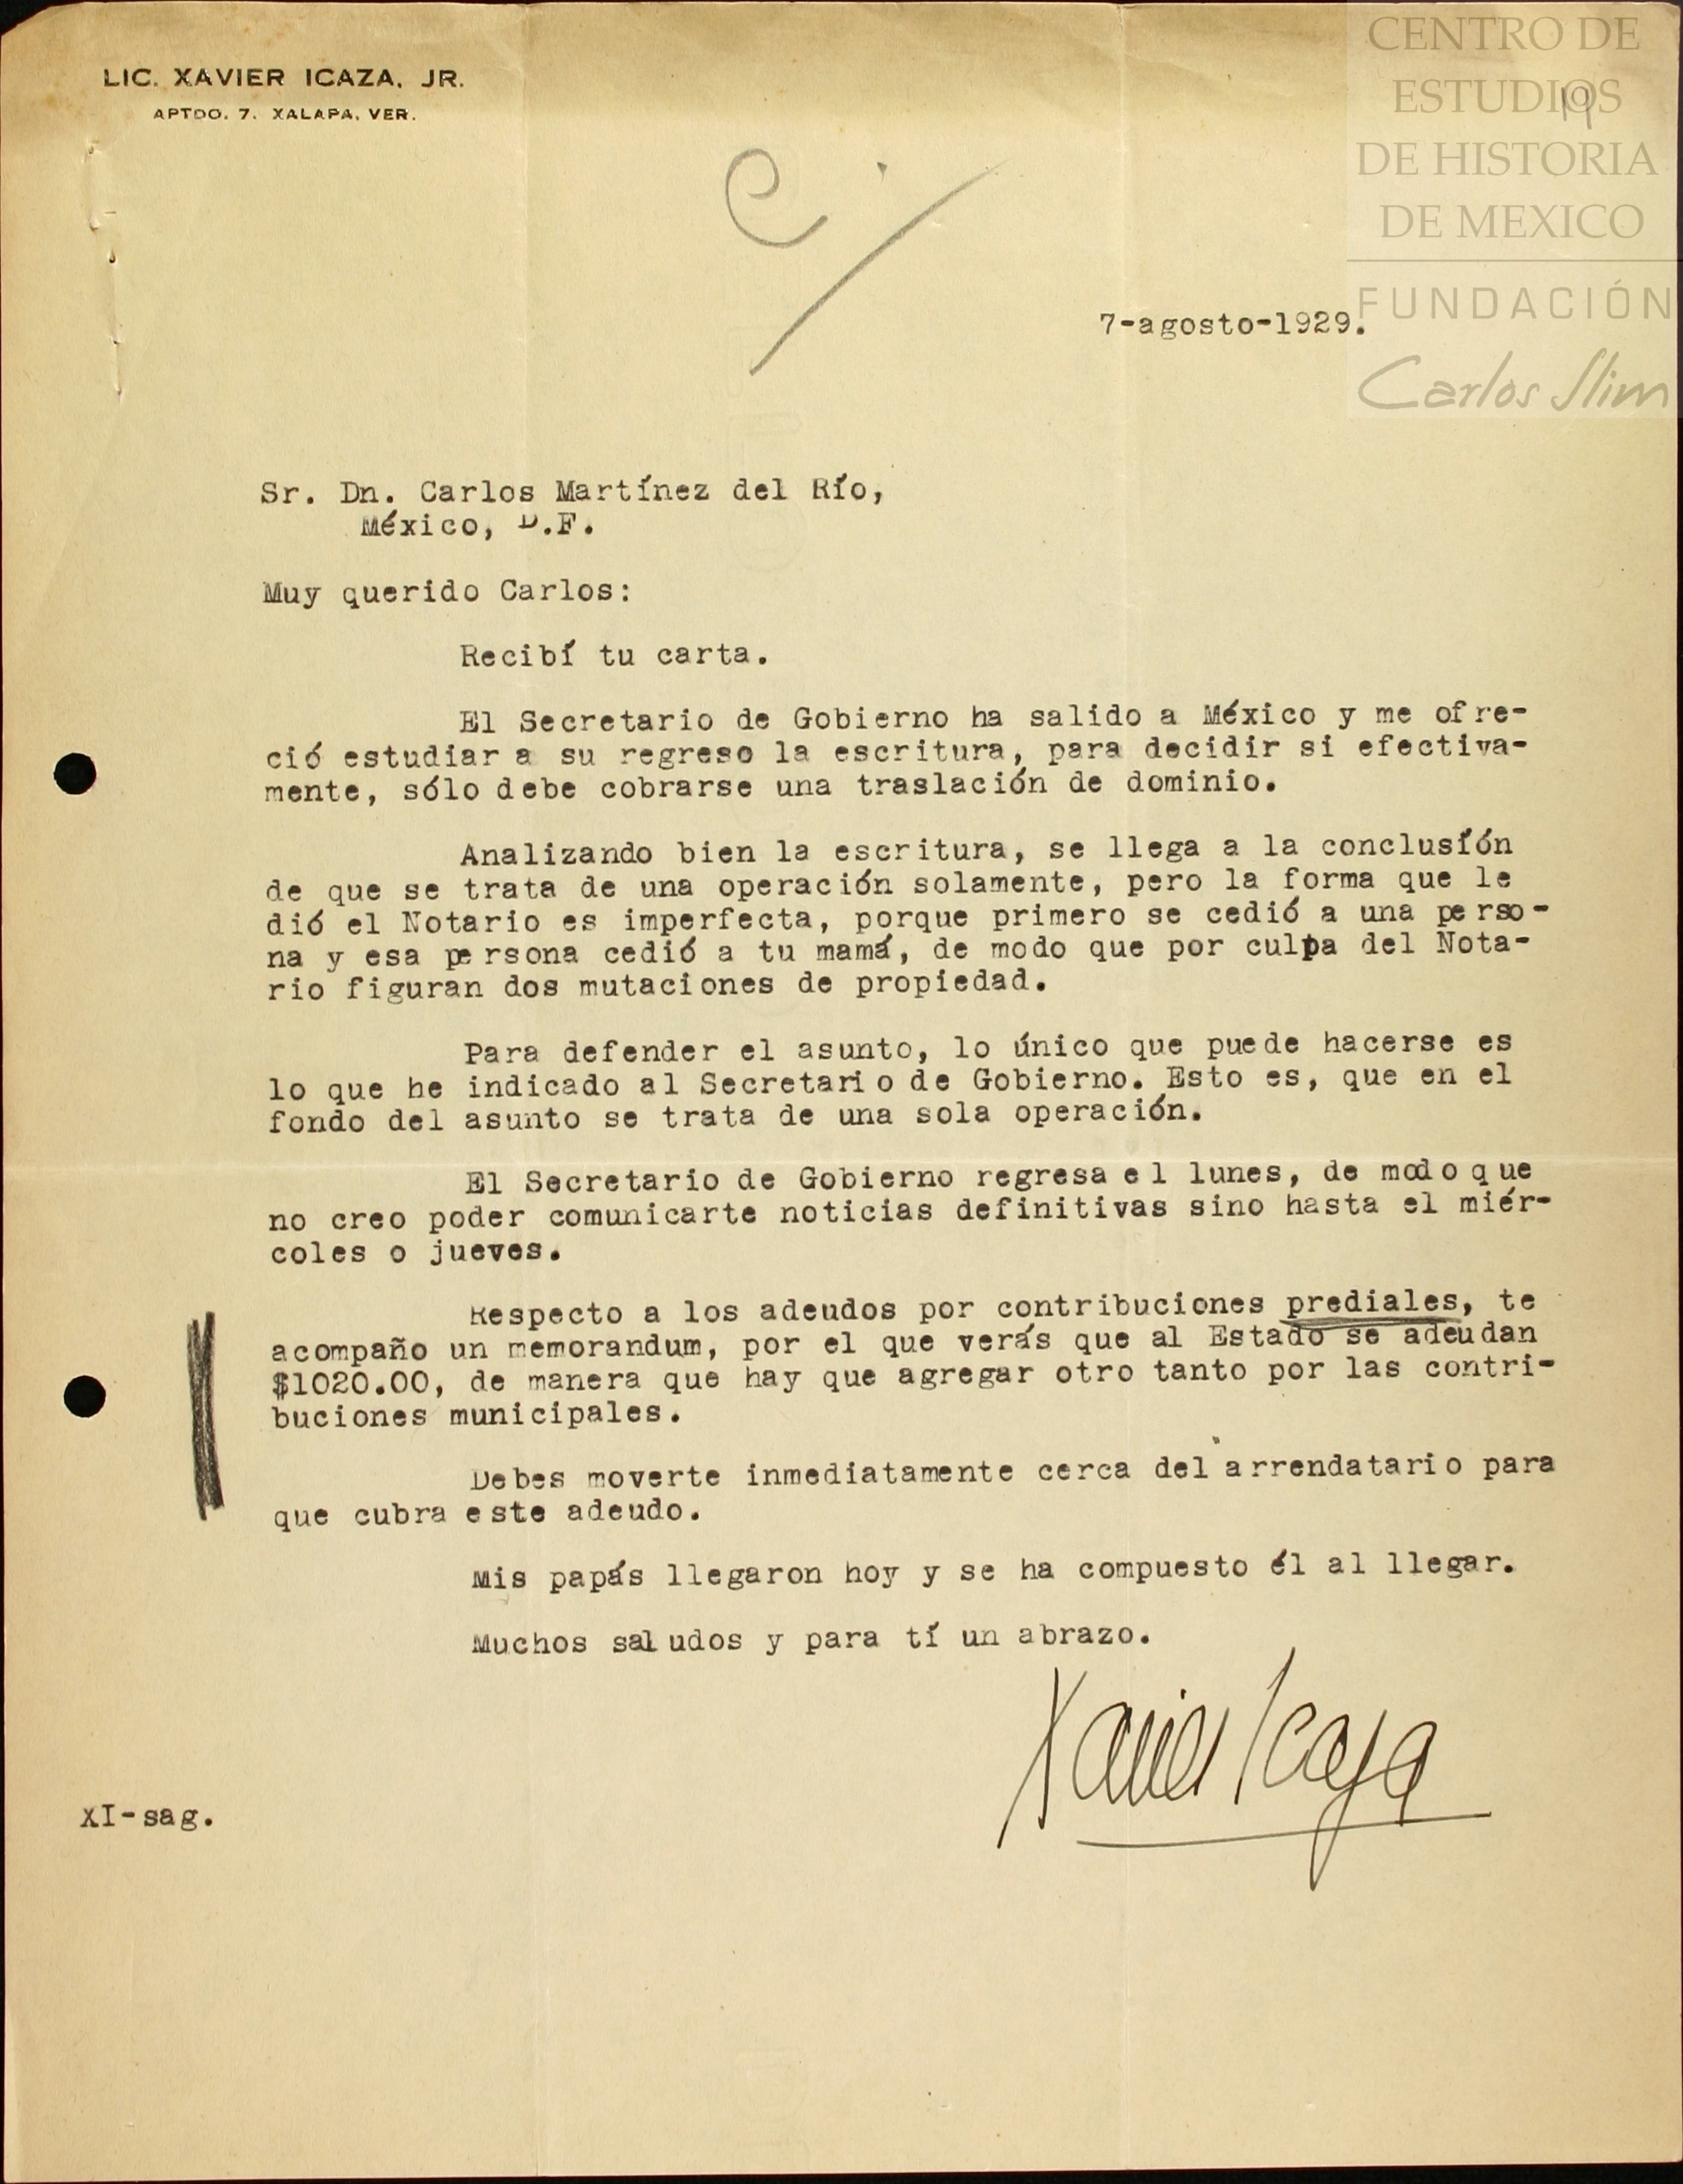 LIC. XAVIER ICAZA, JR.
APTDO. 7. XALAPA, VER.
CENTRO DE
ESTUDIOS
DE HISTORIA
DE MEXICO
FUNDACIÓN
Carlos Slim
7-agosto-1929.
Sr. Dn. Carlos Martínez del Río,
México, D.F.
Muy querido Carlos:
Recibí tu carta.
El Secretario de Gobierno ha salido a México y me ofre-
ció estudiar a su regreso la escritura, para decidir si efectiva-
mente, sólo debe cobrarse una traslación de dominio.
Analizando bien la escritura, se llega a la conclusíón
de que se trata de una operación solamente, pero la forma que le
dió el Notario es imperfecta, porque primero se cedió a una perso-
na y esa persona cedió a tu mamá, de modo que por culpa del Nota-
rio figuran dos mutaciones de propiedad.
Para defender el asunto, lo único que puede hacerse es
lo que he indicado al Secretario de Gobierno. Esto es, que en el
fondo del asunto se trata de una sola operación.
El Secretario de Gobierno regresa el lunes, de modo que
no creo poder comunicarte noticias definitivas sino hasta el miér-
coles o jueves.
Respecto a los adeudos por contribuciones prediales, te
acompaño un memorandum, por el que verás que al Estado se adeudan
$1020.00, de manera que hay que agregar otro tanto por las contri-
buciones municipales.
Debes moverte inmediatamente cerca del arrendatario para
que cubra este adeudo.
Mis papás llegaron hoy y se ha compuesto él al llegar.
Muchos saludos y para tí un abrazo.
Xavier Icaza
XI-sag.